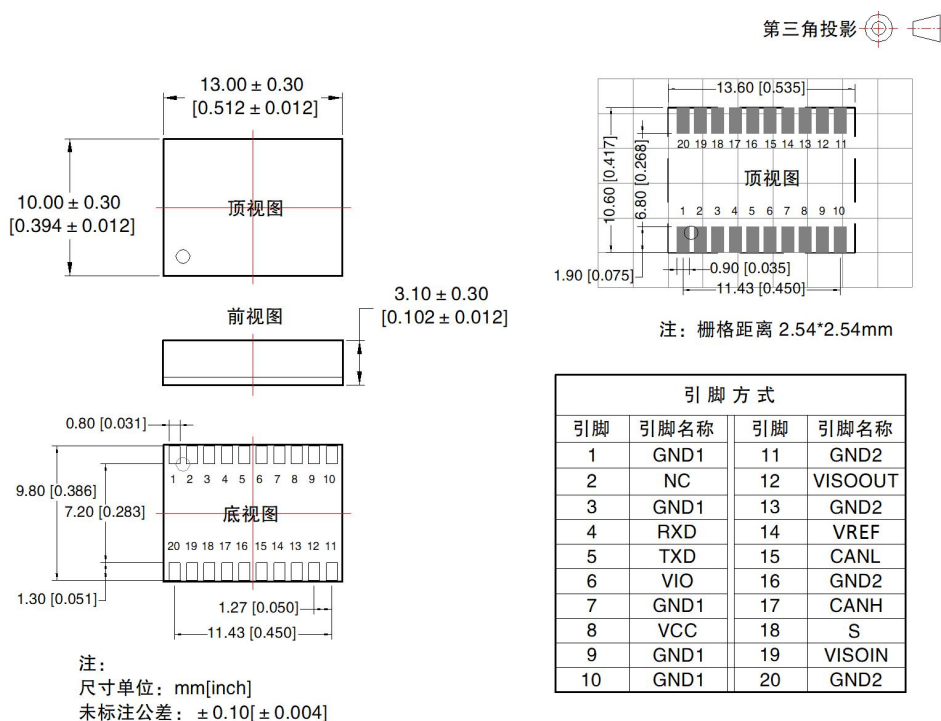 第三角投影
13.00 ± 0.30
[0.512 ± 0.012]
10.00 ± 0.30
[0.394 ± 0.012]
顶视图
前视图
3.10 ± 0.30
[0.102 ± 0.012]
0.80 [0.031]
1 2 3 4 5 6 7 8 9 10
9.80 [0.386]
7.20 [0.283]
底视图
20 19 18 17 16 15 14 13 12 11
1.30 [0.051]
1.27 [0.050]
11.43 [0.450]
注：
尺寸单位：mm[inch]
未标注公差：± 0.10[ ± 0.004]
13.60 [0.535]
20 19 18 17 16 15 14 13 12 11
10.60 [0.417]
6.80 [0.268]
顶视图
1 2 3 4 5 6 7 8 9 10
1.90 [0.075]
0.90 [0.035]
11.43 [0.450]
注：栅格距离 2.54*2.54mm
引脚方式
引脚 引脚名称 引脚 引脚名称
1 GND1 11 GND2
2 NC 12 VISOOUT
3 GND1 13 GND2
4 RXD 14 VREF
5 TXD 15 CANL
6 VIO 16 GND2
7 GND1 17 CANH
8 VCC 18 S
9 GND1 19 VISOIN
10 GND1 20 GND2